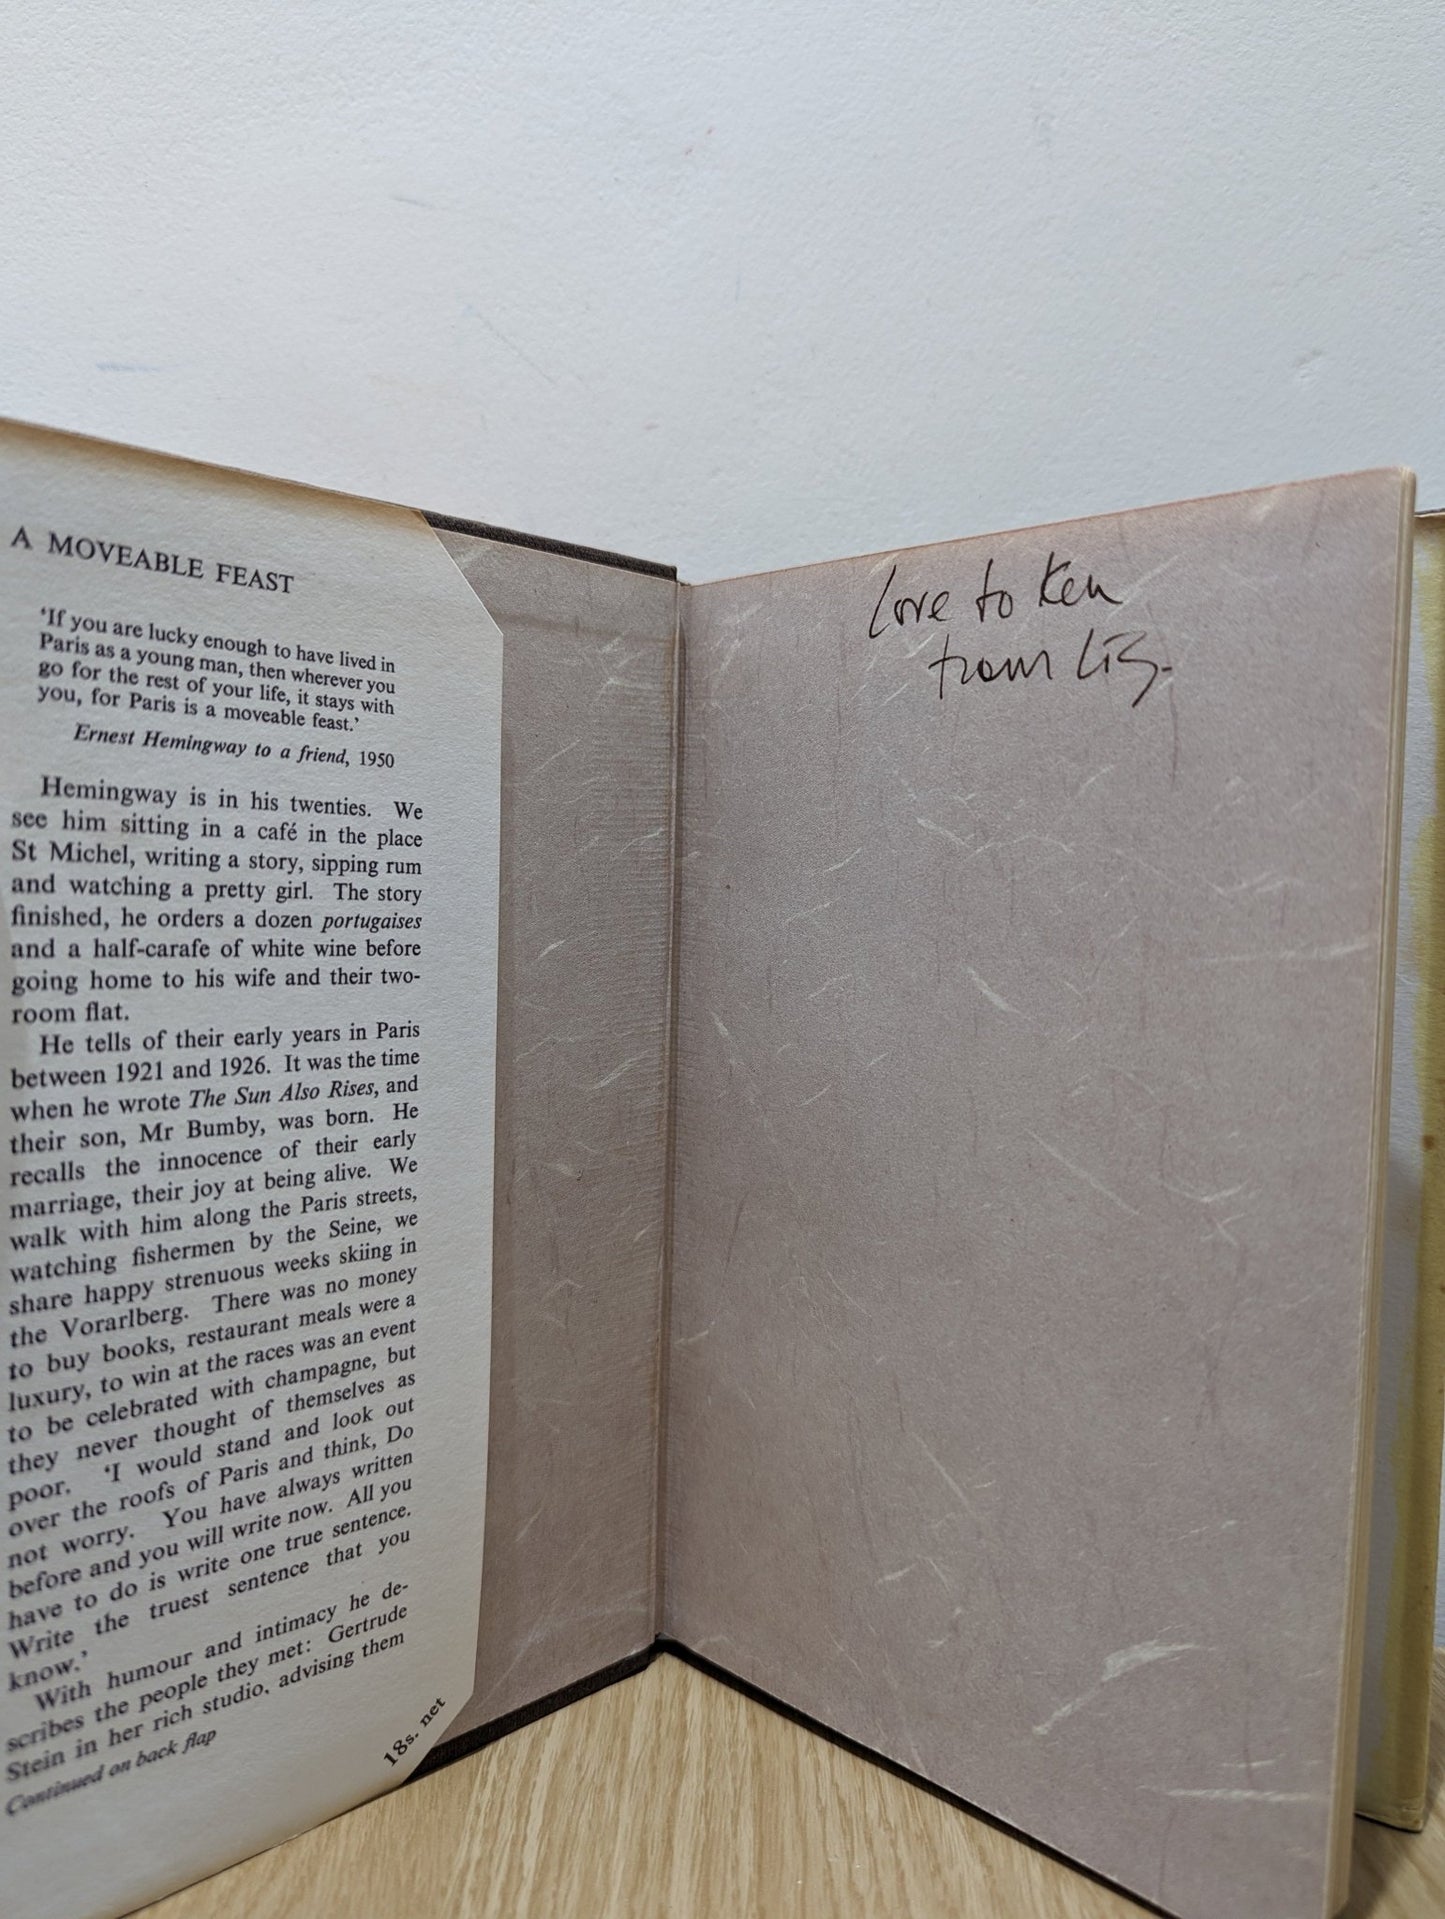 A MOVEABLE FEAST
‘If you are lucky enough to have lived in
Paris as a young man, then wherever you
go for the rest of your life, it stays with
you, for Paris is a moveable feast.’
Ernest Hemingway to a friend, 1950
Hemingway is in his twenties. We
see him sitting in a café in the place
St Michel, writing a story, sipping rum
and watching a pretty girl. The story
finished, he orders a dozen portugaises
and a half-carafe of white wine before
going home to his wife and their two-
room flat.
He tells of their early years in Paris
between 1921 and 1926. It was the time
when he wrote The Sun Also Rises, and
their son, Mr Bumby, was born. He
recalls the innocence of their early
marriage, their joy at being alive. We
walk with him along the Paris streets,
watching fishermen by the Seine, we
share happy strenuous weeks skiing in
the Vorarlberg. There was no money
to buy books, restaurant meals were a
luxury, to win at the races was an event
to be celebrated with champagne, but
they never thought of themselves as
poor. ‘I would stand and look out
over the roofs of Paris and think, Do
not worry. You have always written
before and you will write now. All you
have to do is write one true sentence.
Write the truest sentence that you
know.’
With humour and intimacy he de-
scribes the people they met: Gertrude
Stein in her rich studio, advising them
Continued on back flap
18s. net
Love to Ken
from Liz.